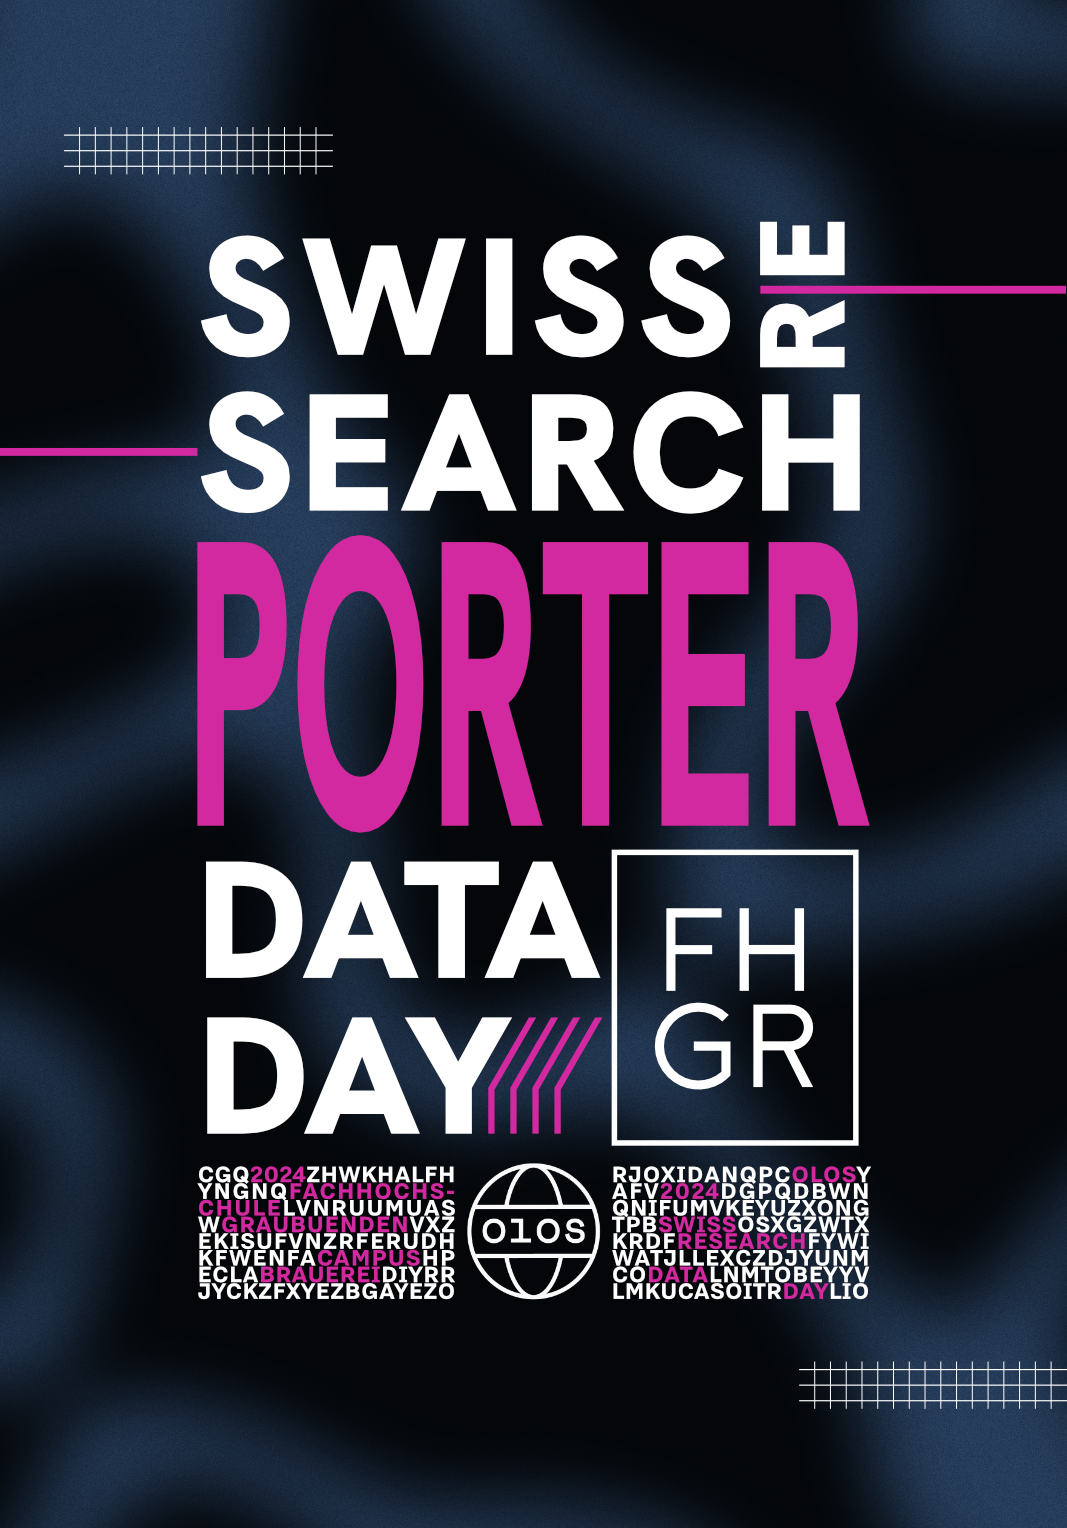 SWISS RE
SEARCH
PORTER
DATA
DAY
FH
GR
CGQ2024ZHWKHALFH
YNGNQFACHHOCHS-
CHULELVNRUUMUAS
WGRAUBUENDENVXZ
EKISUFVNZRFERUDH
KFWENFACAMPUSHP
ECLABRAUEREIDIYRR
JYCKZFXYEZBGAYEZO
OlOS
RJOXIDANQPCOLOSY
AFV2024DGPQDBWN
QNIFUMVKEYUZXONG
TPBSWISSOSXGZWTX
KRDFRESEARCHFYWI
WATJLLEXCZDJYUNM
CODATALNMTOBEYYV
LMKUCASOITRDAYLIO